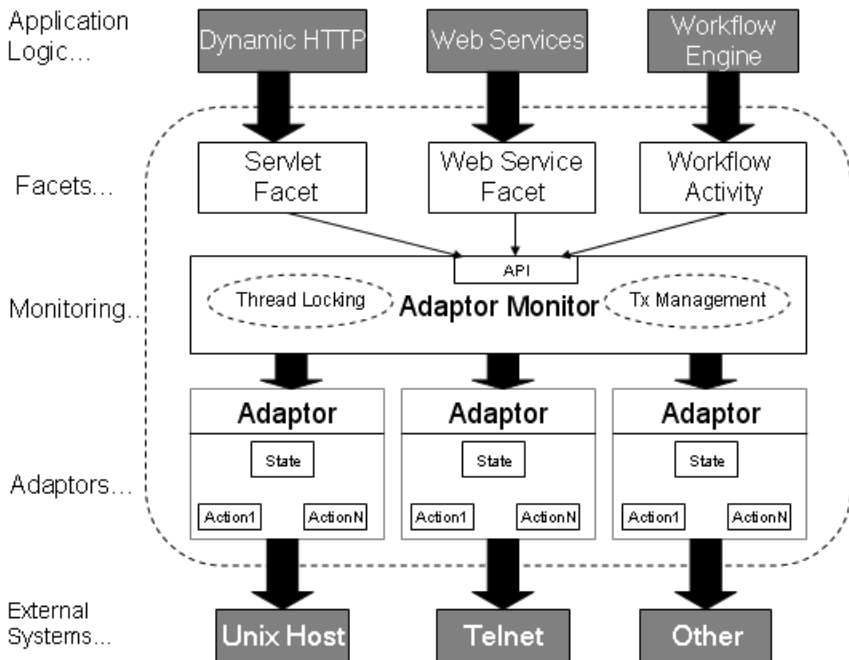 Application
Logic...
Dynamic HTTP
Web Services
Workflow
Engine
Facets...
Servlet
Facet
Web Service
Facet
Workflow
Activity
API
Monitoring...
Thread Locking
Adaptor Monitor
Tx Management
Adaptors...
Adaptor
State
Action1
ActionN
Adaptor
State
Action1
ActionN
Adaptor
State
Action1
ActionN
External
Systems...
Unix Host
Telnet
Other